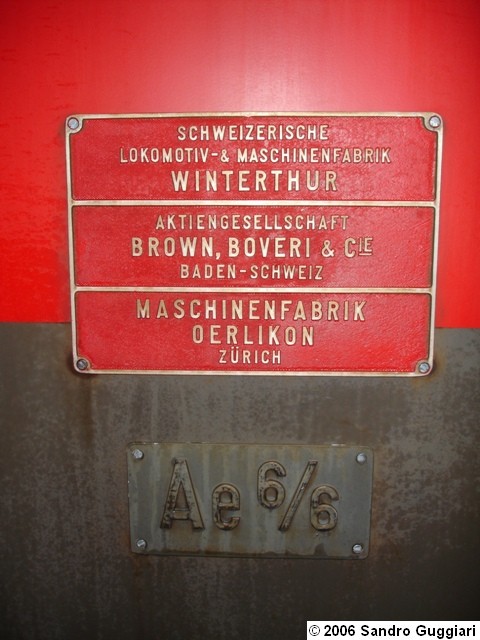 SCHWEIZERISCHE
LOKOMOTIV-& MASCHINENFABRIK
WINTERTHUR
AKTIENGESELLSCHAFT
BROWN, BOVERI & CIE
BADEN-SCHWEIZ
MASCHINENFABRIK
OERLIKON
ZÜRICH
Ae 6/6
© 2006 Sandro Guggiari